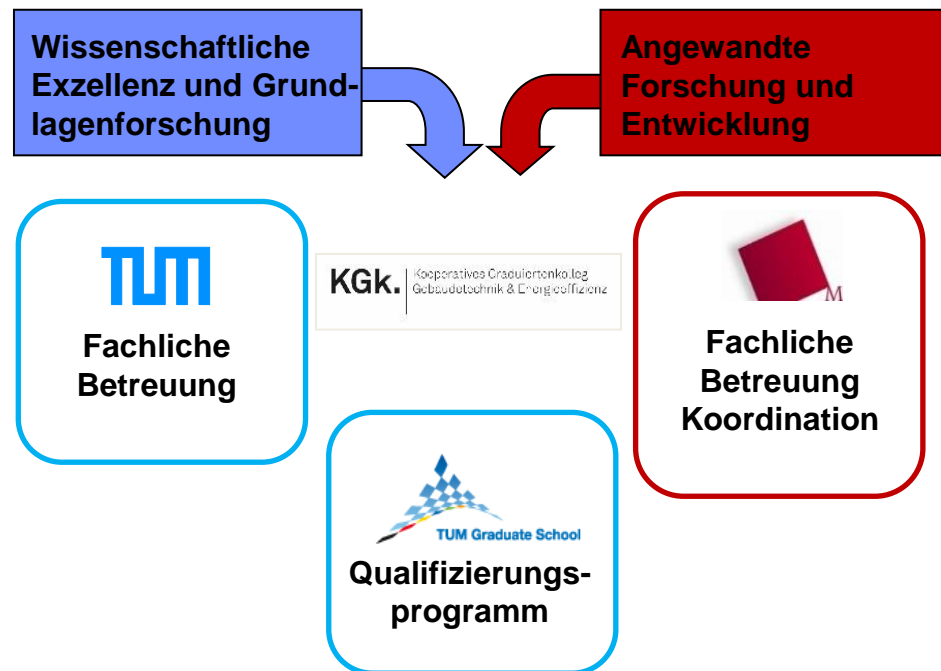 Wissenschaftliche
Exzellenz und Grund-
lagenforschung
Angewandte
Forschung und
Entwicklung
TUM
Fachliche
Betreuung
KGk.
Kooperatives Graduiertenkolleg
Gebäudetechnik & Energieeffizienz
M
Fachliche
Betreuung
Koordination
TUM Graduate School
Qualifizierungs-
programm